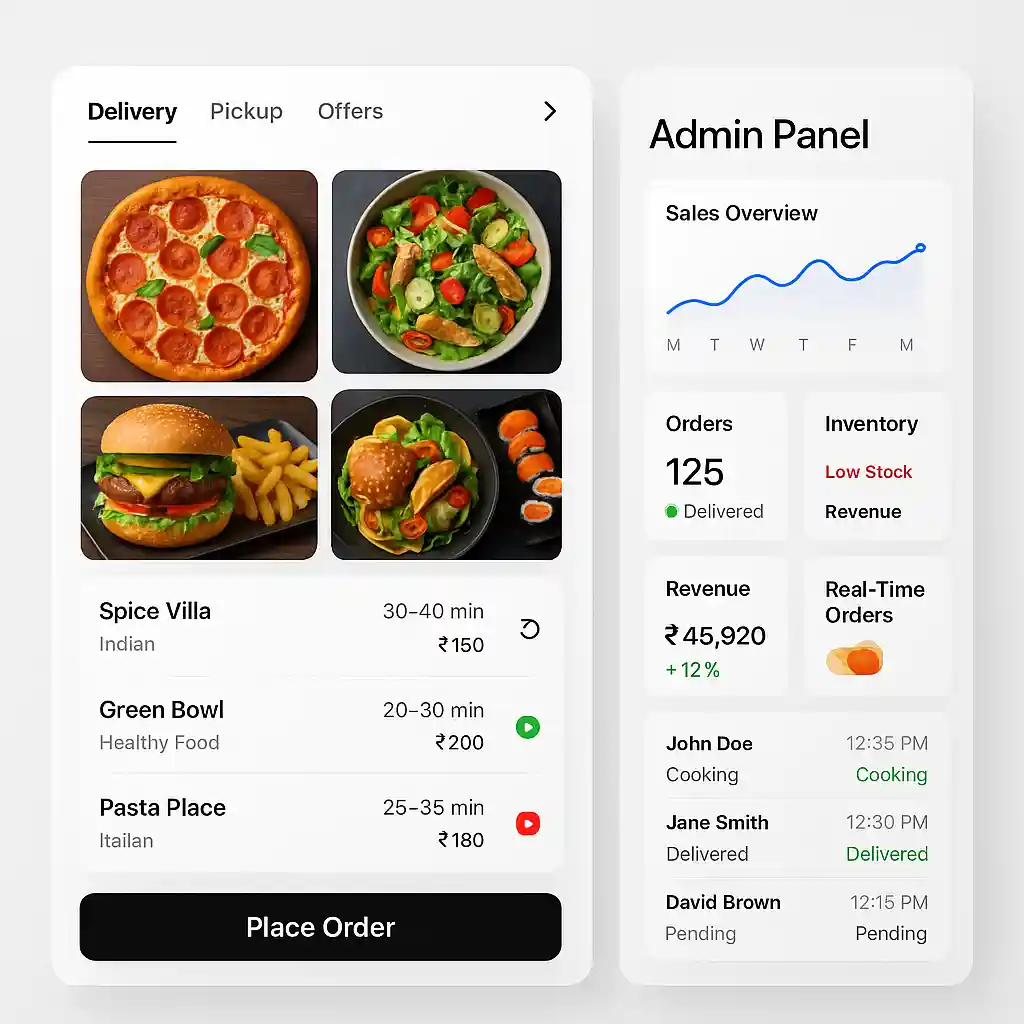 Delivery Pickup Offers
Spice Villa 30–40 min
Indian ₹150
Green Bowl 20–30 min
Healthy Food ₹200
Pasta Place 25–35 min
Itailan ₹180
Place Order
Admin Panel
Sales Overview
M T W T F M
Orders
125
Delivered
Inventory
Low Stock
Revenue
Revenue
₹45,920
+12%
Real-Time
Orders
John Doe 12:35 PM
Cooking Cooking
Jane Smith 12:30 PM
Delivered Delivered
David Brown 12:15 PM
Pending Pending